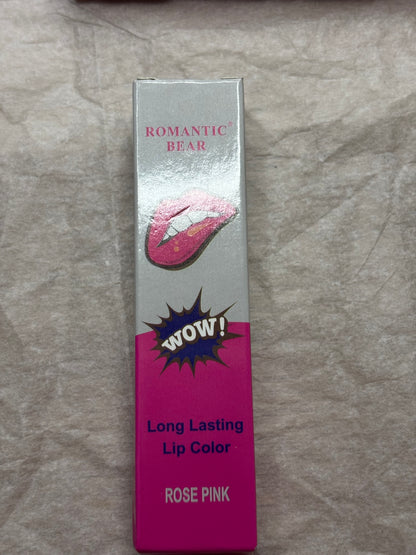 ROMANTIC®
BEAR
WOW!
Long Lasting
Lip Color
ROSE PINK